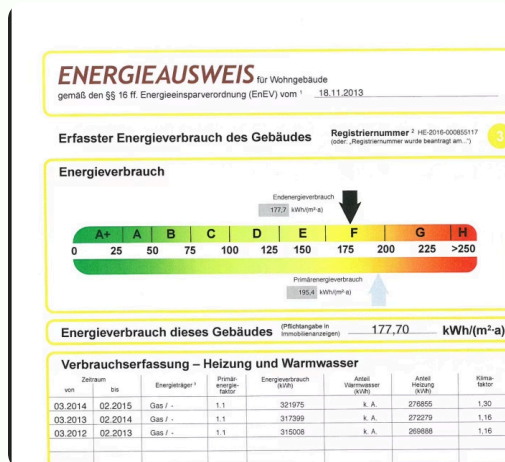 ENERGIEAUSWEIS für Wohngebäude
gemäß den §§ 16 ff. Energieeinsparverordnung (EnEV) vom ¹ 18.11.2013
Erfasster Energieverbrauch des Gebäudes
Registriernummer ² HE-2016-000855117
(oder: „Registriernummer wurde beantragt am...")
3
Energieverbrauch
Endenergieverbrauch
177,7 kWh/(m²·a)
A+ A B C D E F G H
0 25 50 75 100 125 150 175 200 225 >250
Primärenergieverbrauch
195,4 kWh/(m²·a)
Energieverbrauch dieses Gebäudes (Pflichtangabe in Immobilienanzeigen) 177,70 kWh/(m²·a)
Verbrauchserfassung – Heizung und Warmwasser
Zeitraum
von bis
Energieträger ³
Primär-
energie-
faktor
Energieverbrauch
(kWh)
Anteil
Warmwasser
(kWh)
Anteil
Heizung
(kWh)
Klima-
faktor
03.2014 02.2015 Gas / - 1.1 321975 k. A. 276855 1,30
03.2013 02.2014 Gas / - 1.1 317399 k. A. 272279 1,16
03.2012 02.2013 Gas / - 1.1 315008 k. A. 269888 1,16